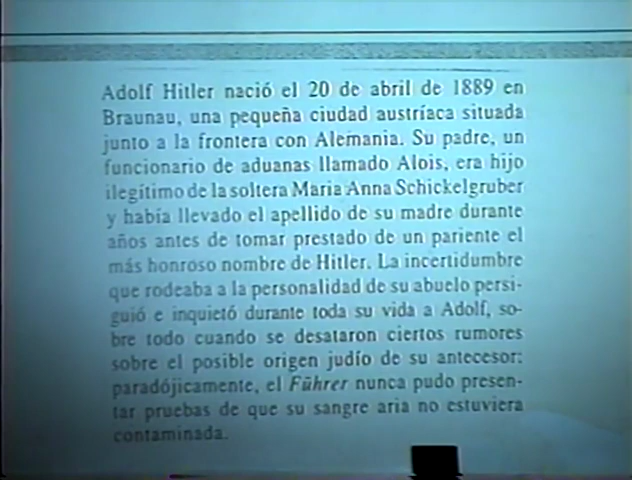 Adolf Hitler nació el 20 de abril de 1889 en
Braunau, una pequeña ciudad austríaca situada
junto a la frontera con Alemania. Su padre, un
funcionario de aduanas llamado Alois, era hijo
ilegítimo de la soltera Maria Anna Schickelgruber
y había llevado el apellido de su madre durante
años antes de tomar prestado de un pariente el
más honroso nombre de Hitler. La incertidumbre
que rodeaba a la personalidad de su abuelo persi-
guió e inquietó durante toda su vida a Adolf, so-
bre todo cuando se desataron ciertos rumores
sobre el posible origen judío de su antecesor:
paradójicamente, el Führer nunca pudo presen-
tar pruebas de que su sangre aria no estuviera
contaminada.